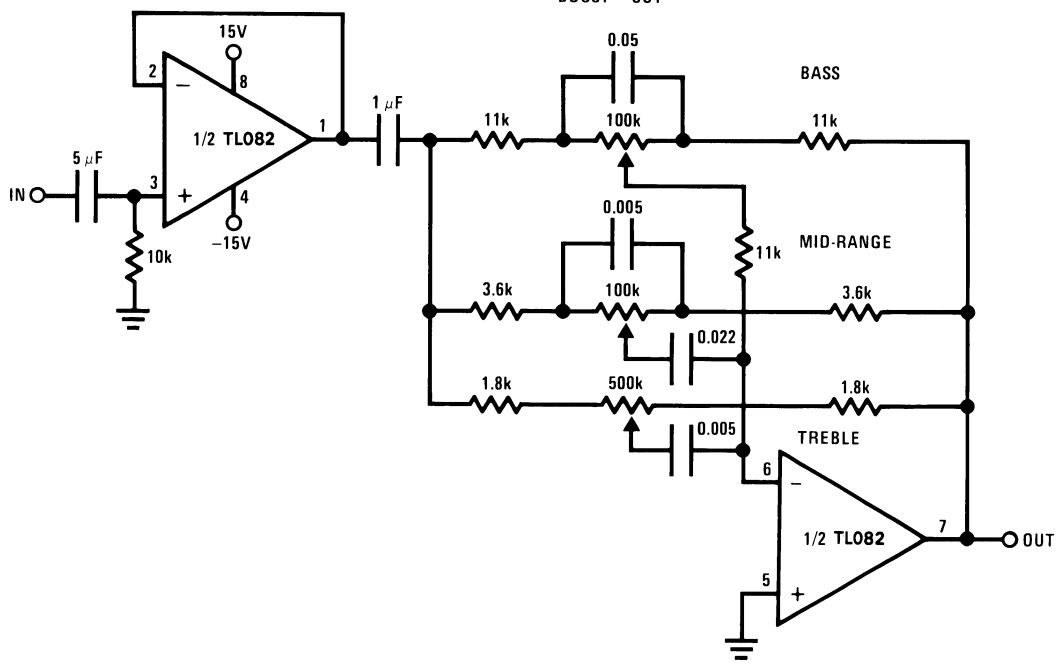 15V
0.05
BASS
2
−
8
1 μF
11k
100k
11k
1/2 TL082
1
5 μF
IN
3
+
4
−15V
0.005
10k
11k
MID-RANGE
3.6k
100k
3.6k
0.022
1.8k
500k
1.8k
0.005
TREBLE
6
−
1/2 TL082
7
OUT
5
+